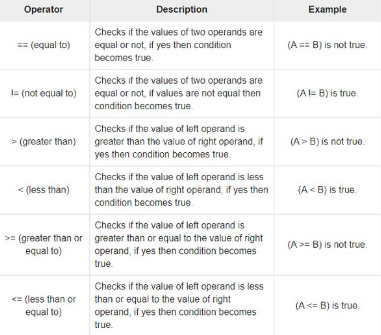 Operator Description Example
== (equal to)
Checks if the values of two operands are
equal or not, if yes then condition
becomes true.
(A == B) is not true.
!= (not equal to)
Checks if the values of two operands are
equal or not, if values are not equal then
condition becomes true.
(A != B) is true.
> (greater than)
Checks if the value of left operand is
greater than the value of right operand, if
yes then condition becomes true.
(A > B) is not true.
< (less than)
Checks if the value of left operand is less
than the value of right operand, if yes then
condition becomes true.
(A < B) is true.
>= (greater than or
equal to)
Checks if the value of left operand is
greater than or equal to the value of right
operand, if yes then condition becomes
true.
(A >= B) is not true.
<= (less than or
equal to)
Checks if the value of left operand is less
than or equal to the value of right
operand, if yes then condition becomes
true.
(A <= B) is true.